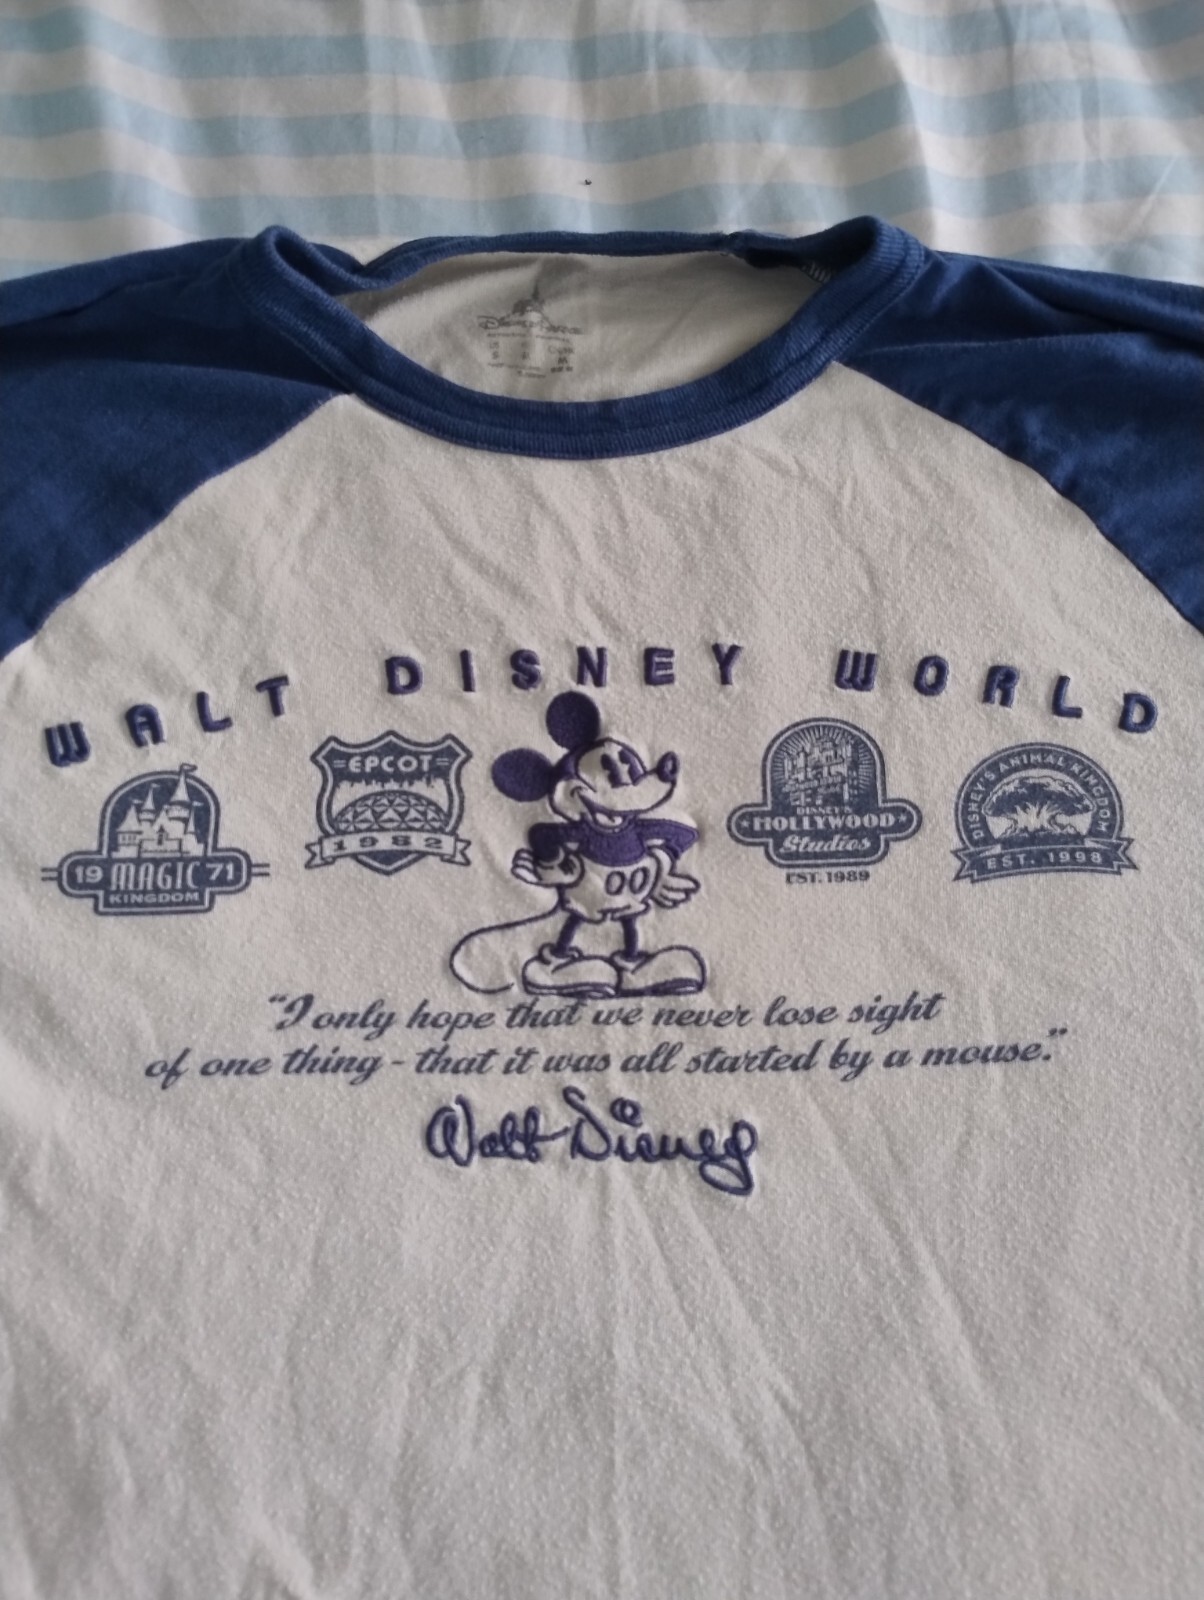 Disney Parks
WALT DISNEY WORLD
19 MAGIC 71
KINGDOM
EPCOT
1982
DISNEY'S
HOLLYWOOD
Studios
EST. 1989
DISNEY'S ANIMAL KINGDOM
EST. 1998
"I only hope that we never lose sight
of one thing - that it was all started by a mouse."
Walt Disney